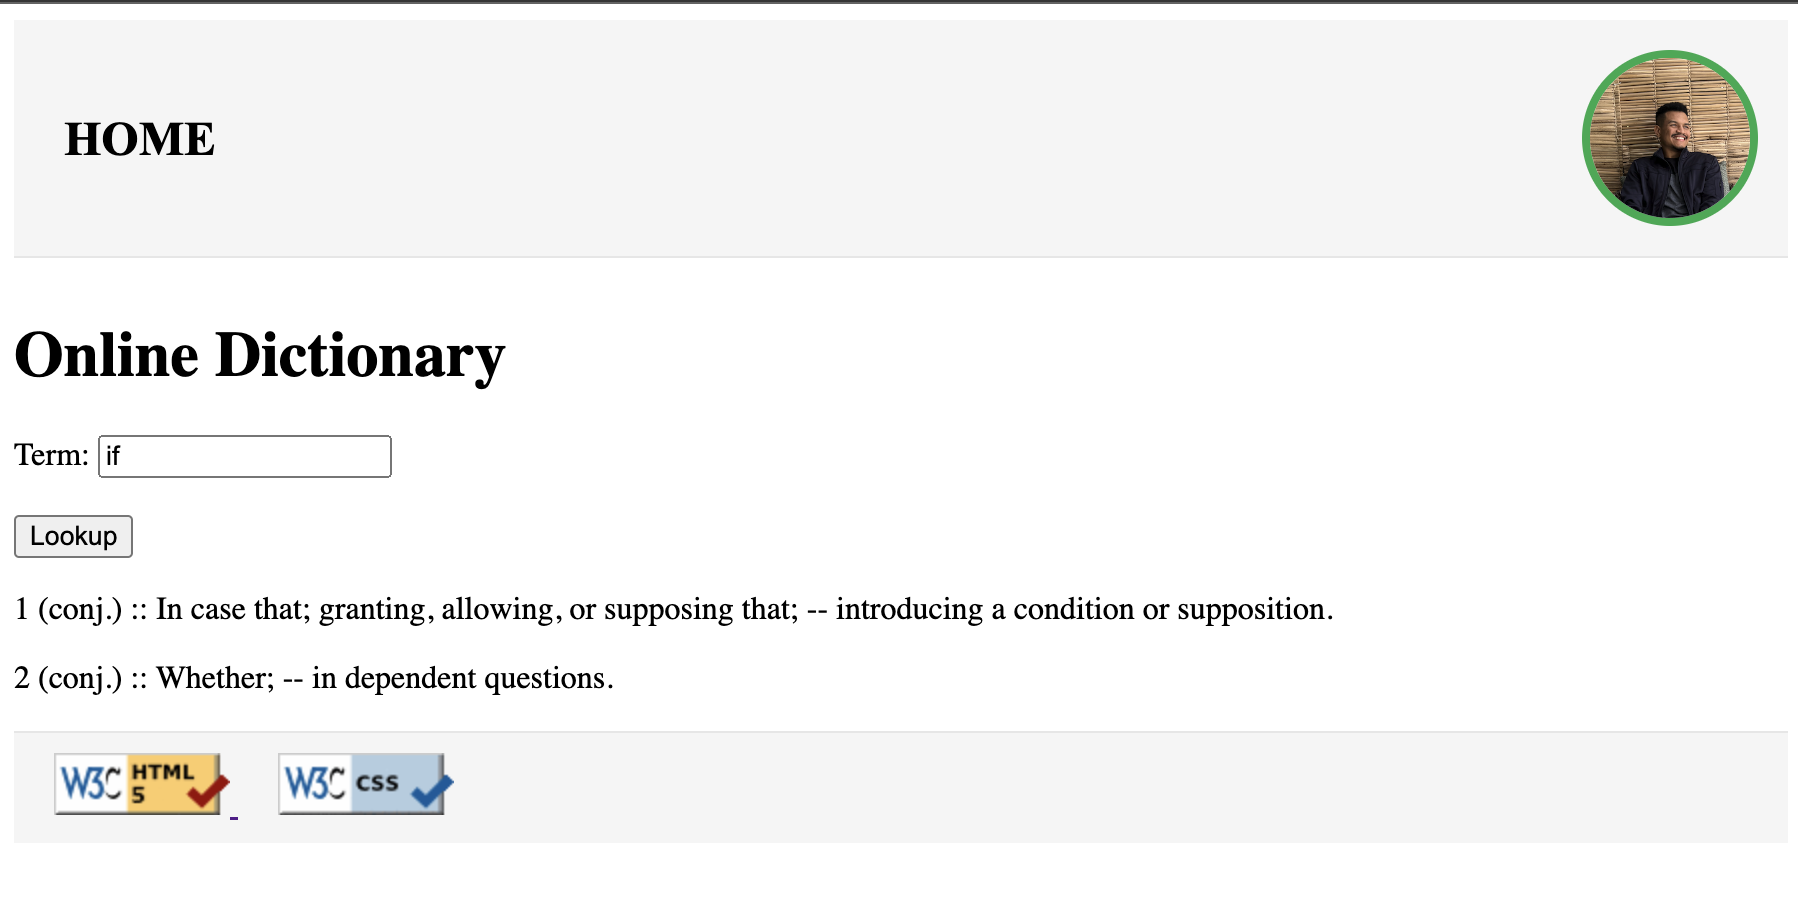 HOME
Online Dictionary
Term: if
Lookup
1 (conj.) :: In case that; granting, allowing, or supposing that; -- introducing a condition or supposition.
2 (conj.) :: Whether; -- in dependent questions.
W3C HTML 5 W3C CSS